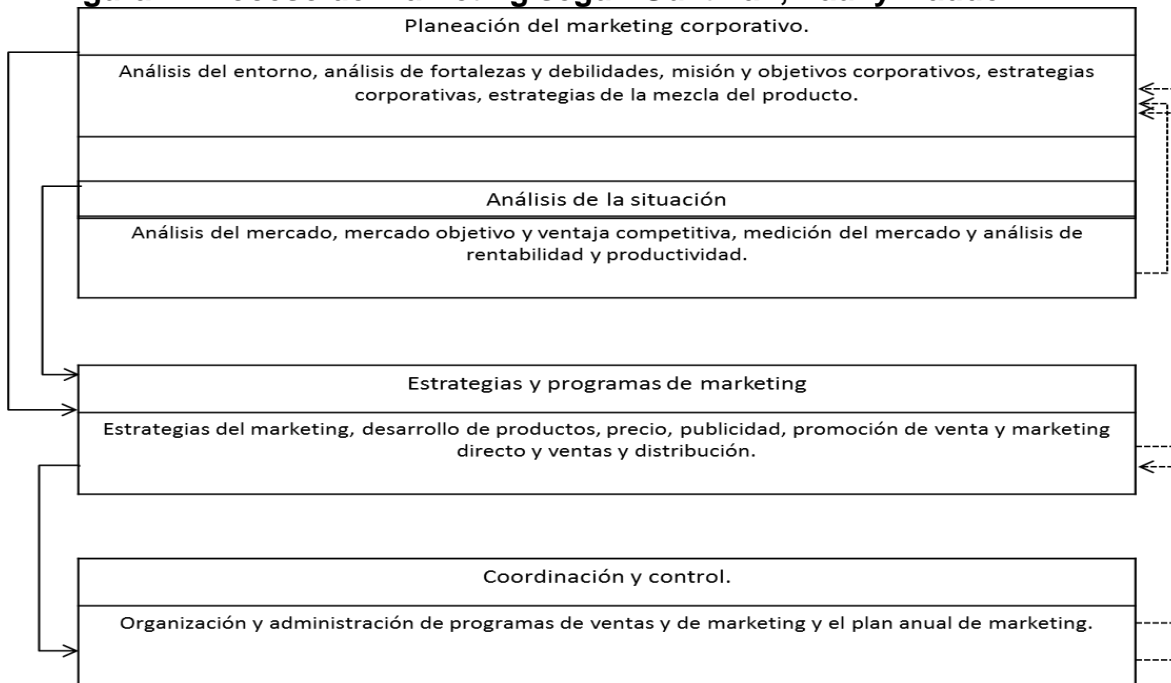 Planeación del marketing corporativo.
Análisis del entorno, análisis de fortalezas y debilidades, misión y objetivos corporativos, estrategias
corporativas, estrategias de la mezcla del producto.
Análisis de la situación
Análisis del mercado, mercado objetivo y ventaja competitiva, medición del mercado y análisis de
rentabilidad y productividad.
Estrategias y programas de marketing
Estrategias del marketing, desarrollo de productos, precio, publicidad, promoción de venta y marketing
directo y ventas y distribución.
Coordinación y control.
Organización y administración de programas de ventas y de marketing y el plan anual de marketing.